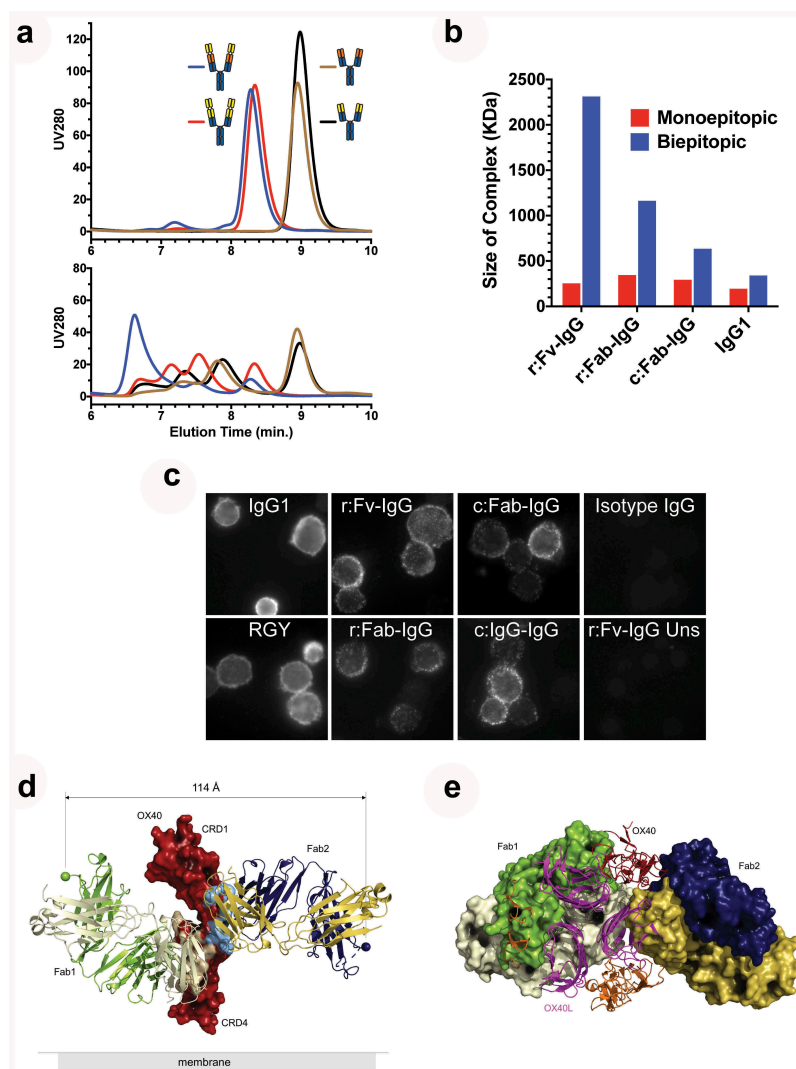 a
UV280
120
100
80
60
40
20
0
6 7 8 9 10
UV280
80
60
40
20
0
6 7 8 9 10
Elution Time (min.)
b
Size of Complex (KDa)
2500
2000
1500
1000
500
0
Monoepitopic
Biepitopic
r:Fv-IgG
r:Fab-IgG
c:Fab-IgG
IgG1
c
IgG1 r:Fv-IgG c:Fab-IgG Isotype IgG
RGY r:Fab-IgG c:IgG-IgG r:Fv-IgG Uns
d
114 Å
OX40
CRD1
Fab2
Fab1
CRD4
membrane
e
Fab1
OX40
Fab2
OX40L